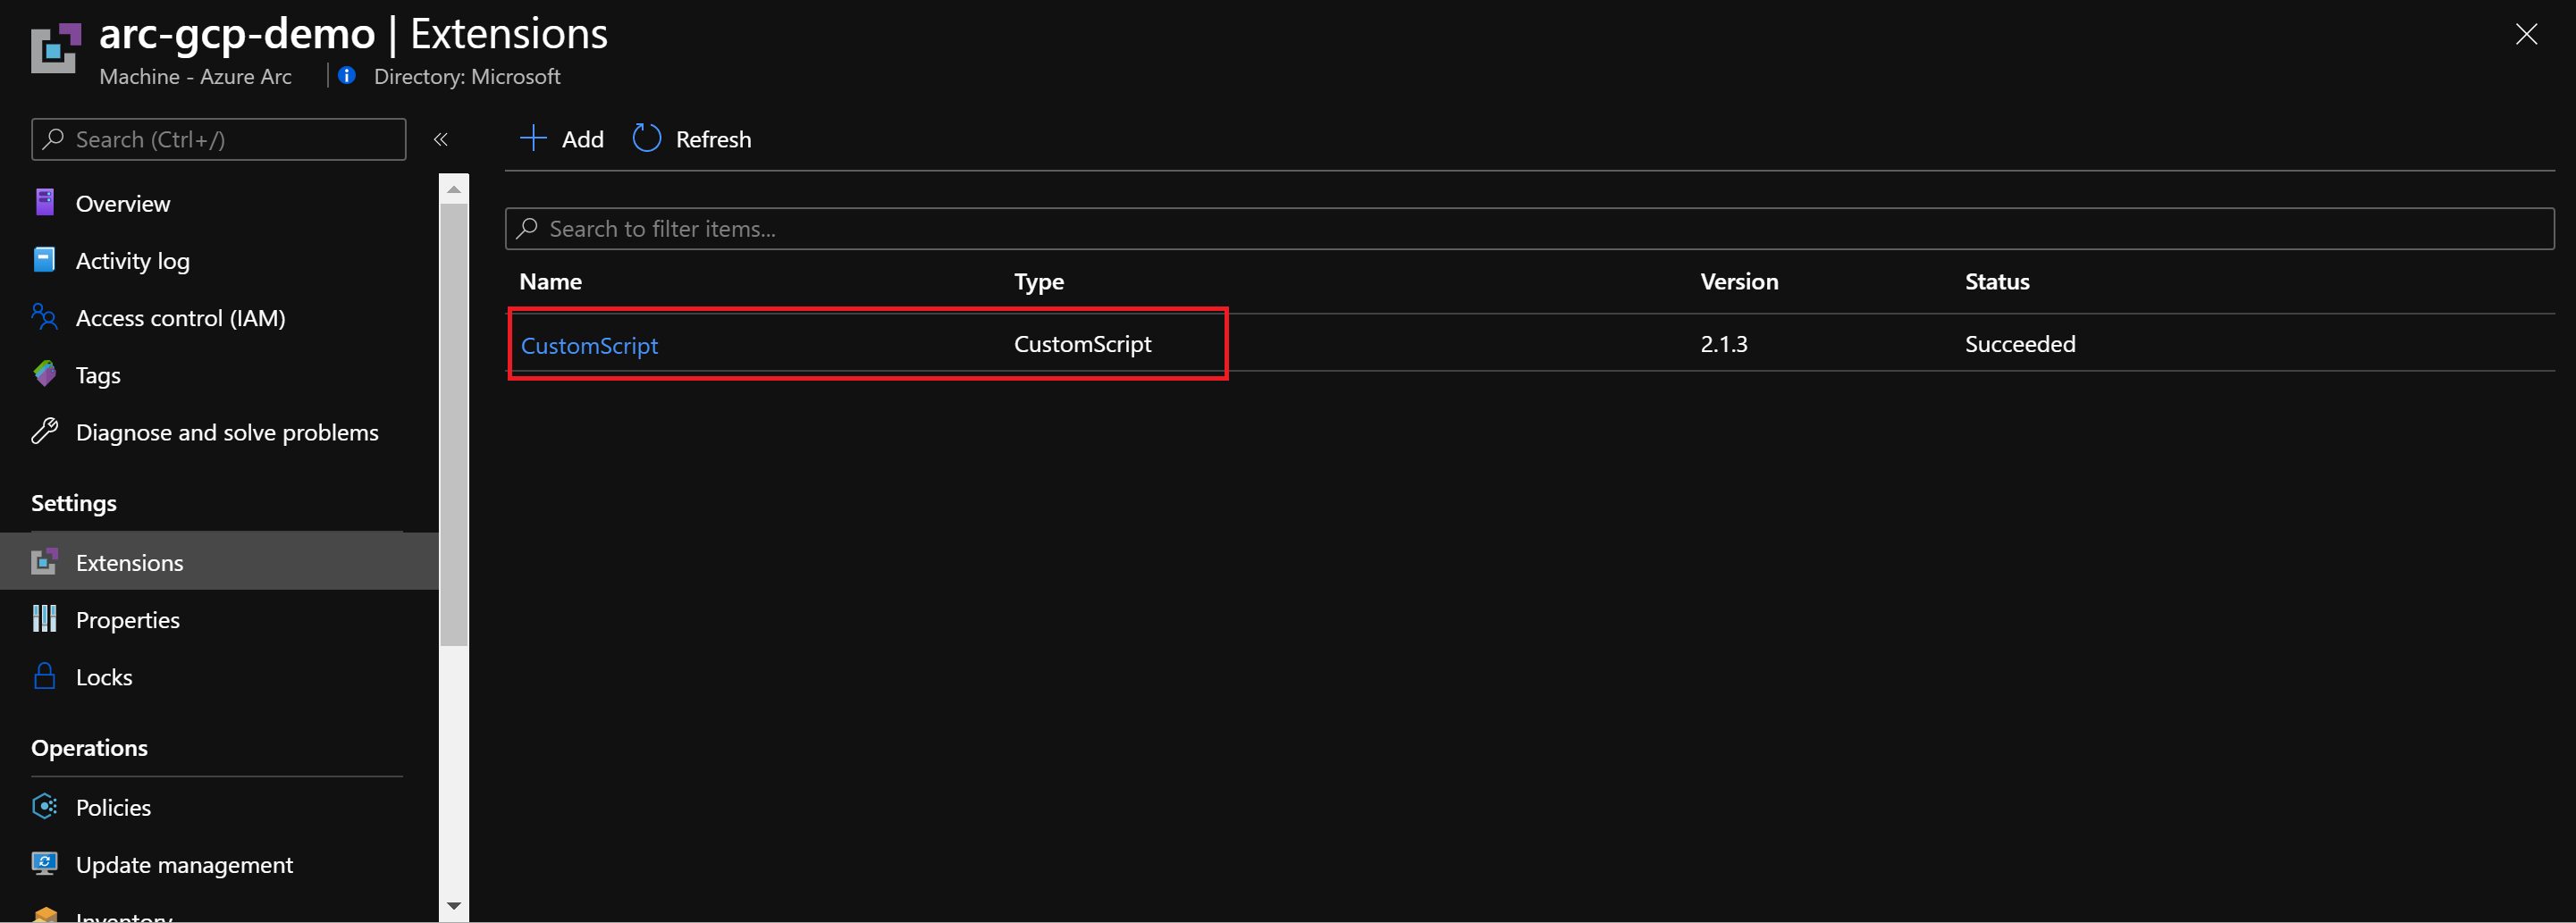 arc-gcp-demo | Extensions
Machine - Azure Arc
Directory: Microsoft
Search (Ctrl+/)
«
Overview
Activity log
Access control (IAM)
Tags
Diagnose and solve problems
Settings
Extensions
Properties
Locks
Operations
Policies
Update management
Inventory
Add
Refresh
Search to filter items...
Name Type Version Status
CustomScript CustomScript 2.1.3 Succeeded